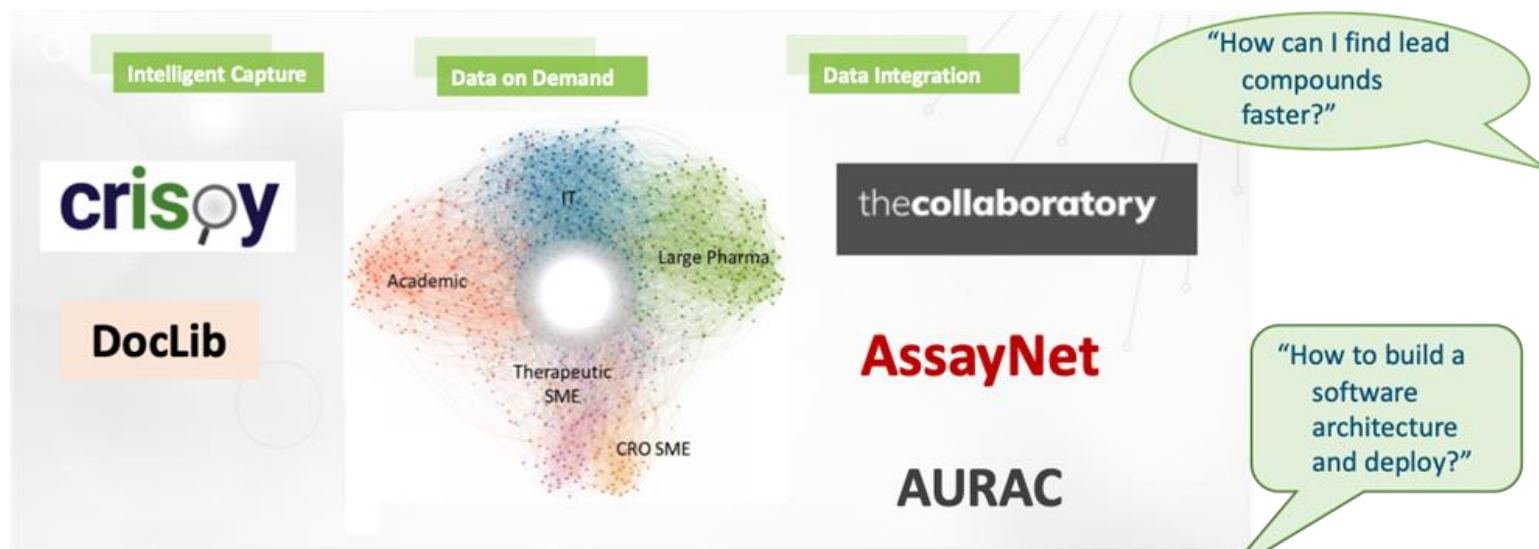 Intelligent Capture
Data on Demand
Data Integration
“How can I find lead
compounds
faster?”
crispy
DocLib
IT
Academic
Large Pharma
Therapeutic
SME
CRO SME
thecollaboratory
AssayNet
AURAC
“How to build a
software
architecture
and deploy?”